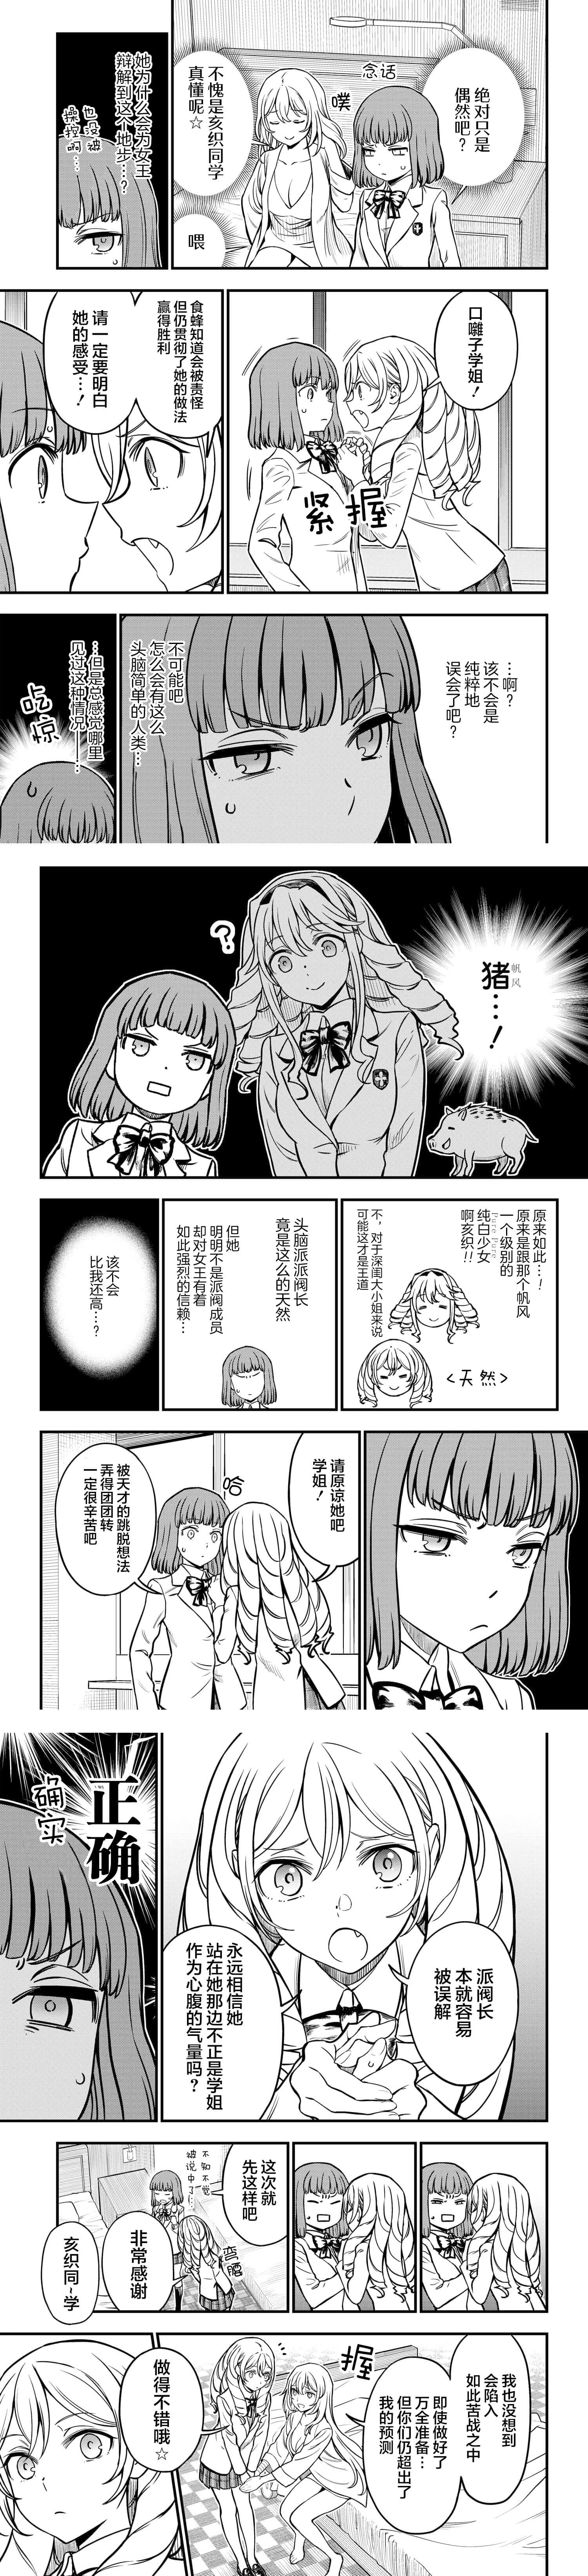 绝对只是
偶然吧?
念话
噗
不愧是亥织同学
真懂呢☆
喂
她为什么会为女王
辩解到这个地步…?
也没被
操控啊…
口囃子学姐!
紧握
食蜂知道会被责怪
但仍贯彻了她的做法
赢得胜利
请一定要明白
她的感受…!
…啊?
该不会是
纯粹地
误会了吧?
不可能吧
怎么会有这么
头脑简单的人类…
…但是总感觉哪里
见过这种情况…
吃惊
猪…!
帆风
?
原来如此…!
原来是跟那个帆风
一个级别的
纯白少女
Pure Pure
啊亥织!!
不,对于深闺大小姐来说
可能这才是王道
<天然>
头脑派派阀长
竟是这么的天然
但她
明明不是派阀成员
却对女王有着
如此强烈的信赖…
该不会
比我还高…?
请原谅她吧
学姐!
哈
被天才的跳脱想法
弄得团团转
一定很辛苦吧
派阀长
本就容易
被误解
永远相信她
站在她那边不正是学姐
作为心腹的气量吗?
正确
确实
这次就
先这样吧
不知不觉
被说中了…
弯腰
非常感谢
亥织同~学
我也没想到
会陷入
如此苦战之中
即使做好了
万全准备…
但你们仍超出了
我的预测
握
做得不错哦☆